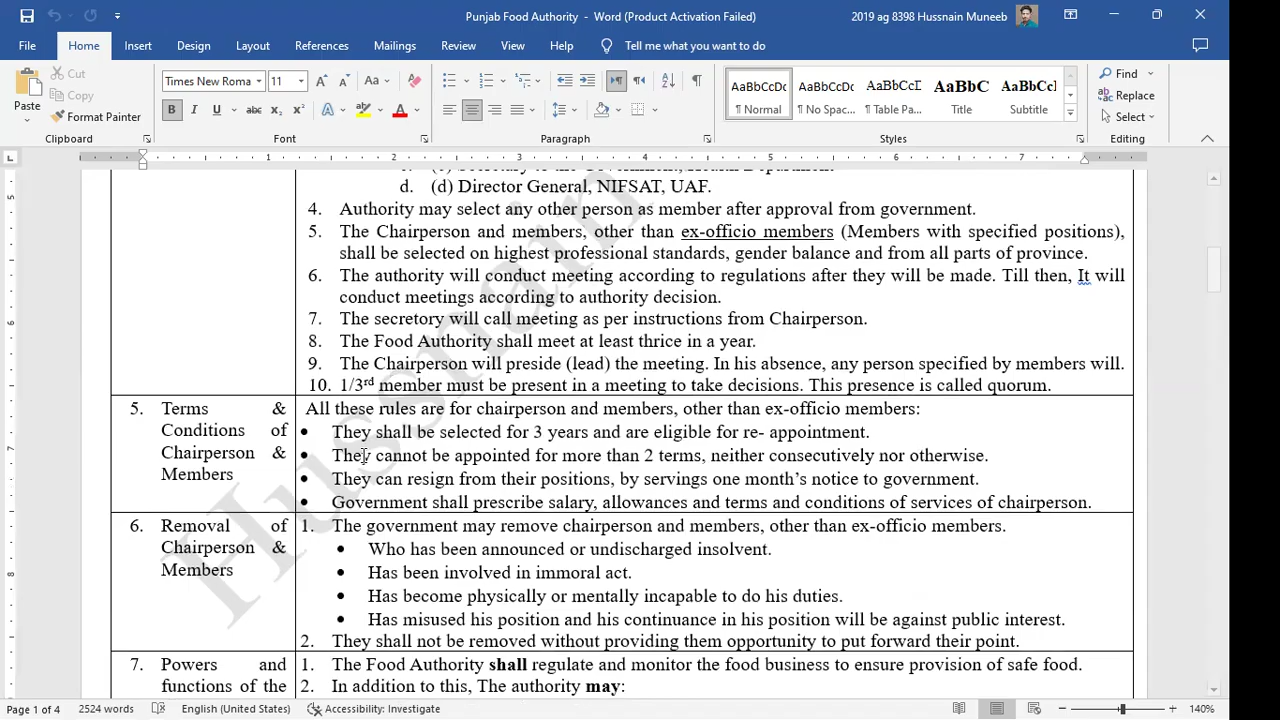 Punjab Food Authority - Word (Product Activation Failed)
2019 ag 8398 Hussnain Muneeb
File Home Insert Design Layout References Mailings Review View Help Tell me what you want to do
Paste
Cut
Copy
Format Painter
Clipboard
Times New Roma 11
Font
Paragraph
AaBbCcDc AaBbCcDc AaBbCcD AaBbC AaBbCcl
¶ Normal ¶ No Spac... ¶ Table Pa... Title Subtitle
Styles
Find
Replace
Select
Editing
d. (d) Director General, NIFSAT, UAF.
4. Authority may select any other person as member after approval from government.
5. The Chairperson and members, other than ex-officio members (Members with specified positions),
shall be selected on highest professional standards, gender balance and from all parts of province.
6. The authority will conduct meeting according to regulations after they will be made. Till then, It will
conduct meetings according to authority decision.
7. The secretary will call meeting as per instructions from Chairperson.
8. The Food Authority shall meet at least thrice in a year.
9. The Chairperson will preside (lead) the meeting. In his absence, any person specified by members will.
10. 1/3rd member must be present in a meeting to take decisions. This presence is called quorum.
5. Terms &
Conditions of
Chairperson &
Members
All these rules are for chairperson and members, other than ex-officio members:
• They shall be selected for 3 years and are eligible for re- appointment.
• They cannot be appointed for more than 2 terms, neither consecutively nor otherwise.
• They can resign from their positions, by servings one month's notice to government.
• Government shall prescribe salary, allowances and terms and conditions of services of chairperson.
6. Removal of
Chairperson &
Members
1. The government may remove chairperson and members, other than ex-officio members.
• Who has been announced or undischarged insolvent.
• Has been involved in immoral act.
• Has become physically or mentally incapable to do his duties.
• Has misused his position and his continuance in his position will be against public interest.
2. They shall not be removed without providing them opportunity to put forward their point.
7. Powers and
functions of the
1. The Food Authority shall regulate and monitor the food business to ensure provision of safe food.
2. In addition to this, The authority may:
Hussnain
Page 1 of 4 2524 words English (United States) Accessibility: Investigate 140%